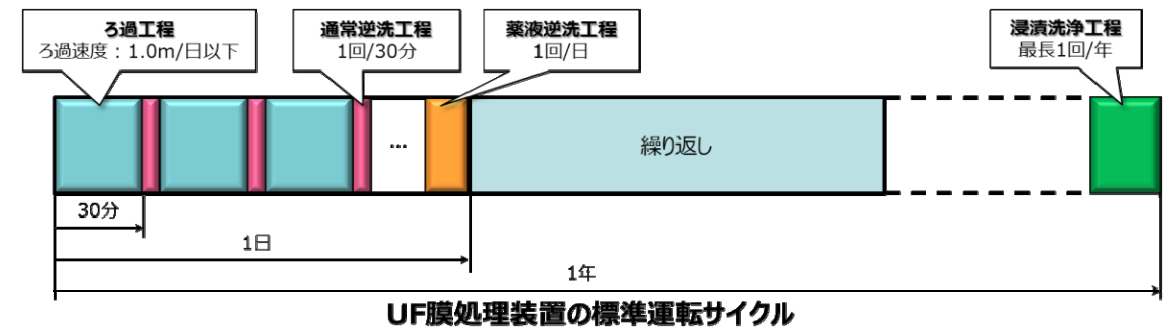 ろ過工程
ろ過速度：1.0m/日以下
通常逆洗工程
1回/30分
薬液逆洗工程
1回/日
浸漬洗浄工程
最長1回/年
…
繰り返し
30分
1日
1年
UF膜処理装置の標準運転サイクル